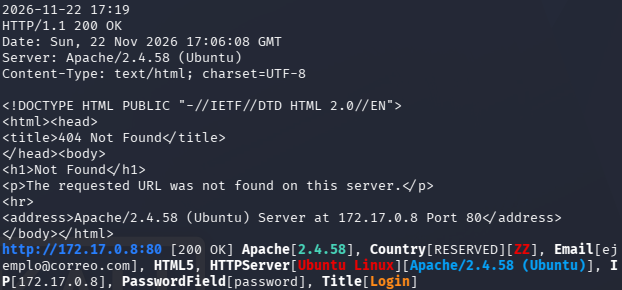 2026-11-22 17:19
HTTP/1.1 200 OK
Date: Sun, 22 Nov 2026 17:06:08 GMT
Server: Apache/2.4.58 (Ubuntu)
Content-Type: text/html; charset=UTF-8
<!DOCTYPE HTML PUBLIC "-//IETF//DTD HTML 2.0//EN">
<html><head>
<title>404 Not Found</title>
</head><body>
<h1>Not Found</h1>
<p>The requested URL was not found on this server.</p>
<hr>
<address>Apache/2.4.58 (Ubuntu) Server at 172.17.0.8 Port 80</address>
</body></html>
http://172.17.0.8:80 [200 OK] Apache[2.4.58], Country[RESERVED][ZZ], Email[ej
emplo@correo.com], HTML5, HTTPServer[Ubuntu Linux][Apache/2.4.58 (Ubuntu)], I
P[172.17.0.8], PasswordField[password], Title[Login]